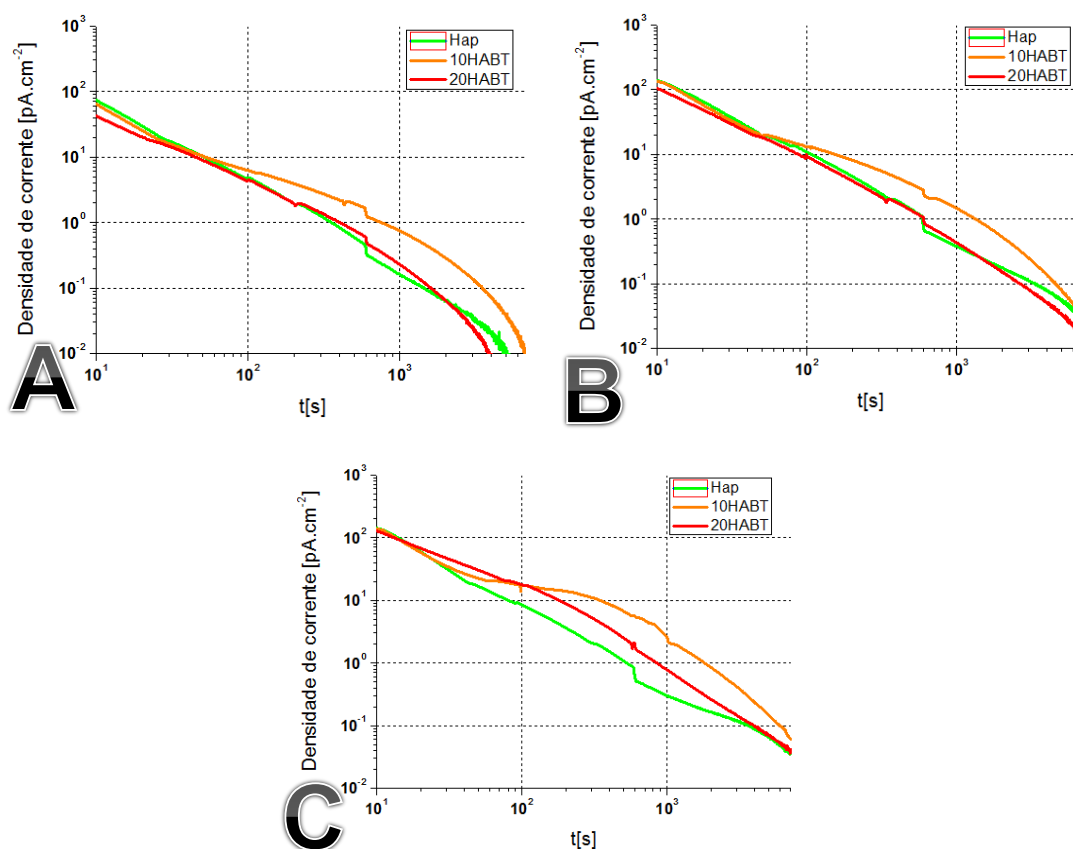 A
Densidade de corrente [pA.cm⁻²]
10³
10²
10¹
10⁰
10⁻¹
10⁻²
10¹
10²
10³
t[s]
Hap
10HABT
20HABT
B
Densidade de corrente [pA.cm⁻²]
10³
10²
10¹
10⁰
10⁻¹
10⁻²
10¹
10²
10³
t[s]
Hap
10HABT
20HABT
C
Densidade de corrente [pA.cm⁻²]
10³
10²
10¹
10⁰
10⁻¹
10⁻²
10¹
10²
10³
t[s]
Hap
10HABT
20HABT